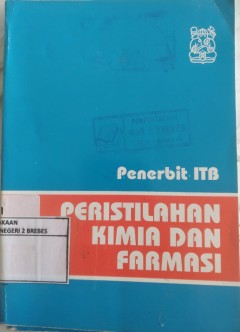 Penerbit ITB
PERISTILAHAN
KIMIA DAN
FARMASI
KAAN
NEGERI 2 BREBES